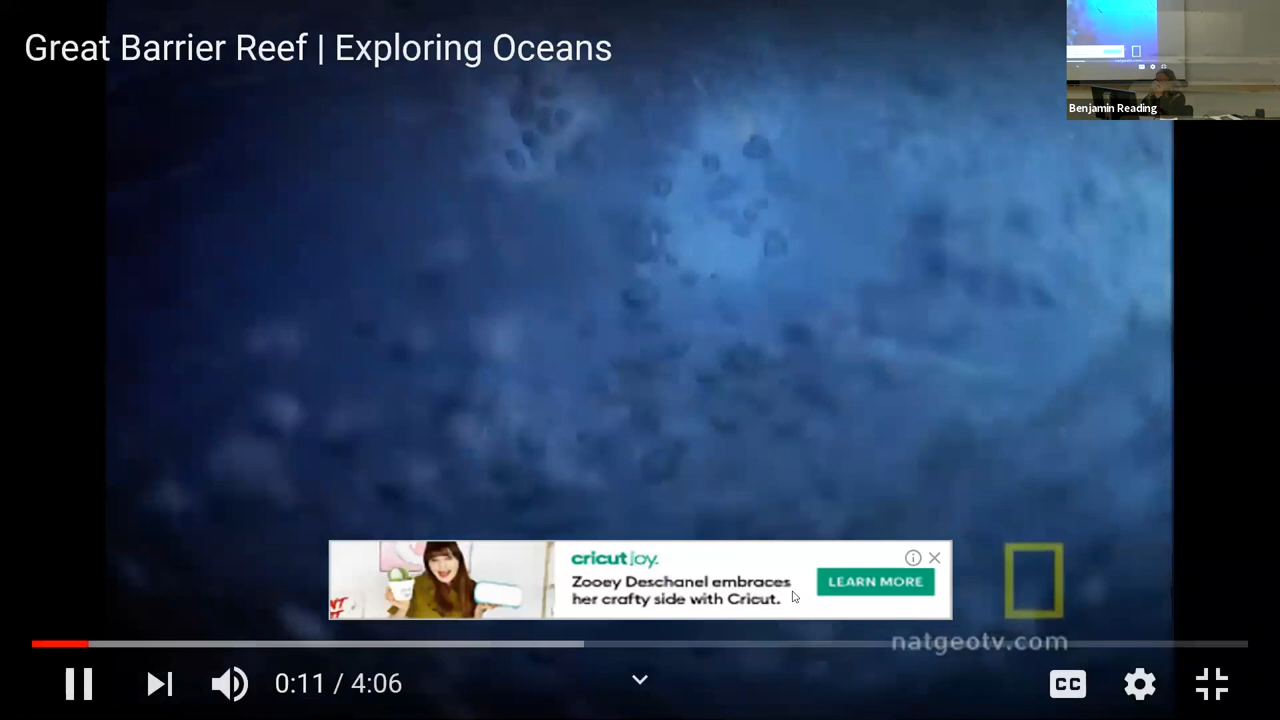 Great Barrier Reef | Exploring Oceans
Benjamin Reading
cricut joy.
Zooey Deschanel embraces
her crafty side with Cricut.
LEARN MORE
natgeotv.com
0:11 / 4:06
CC